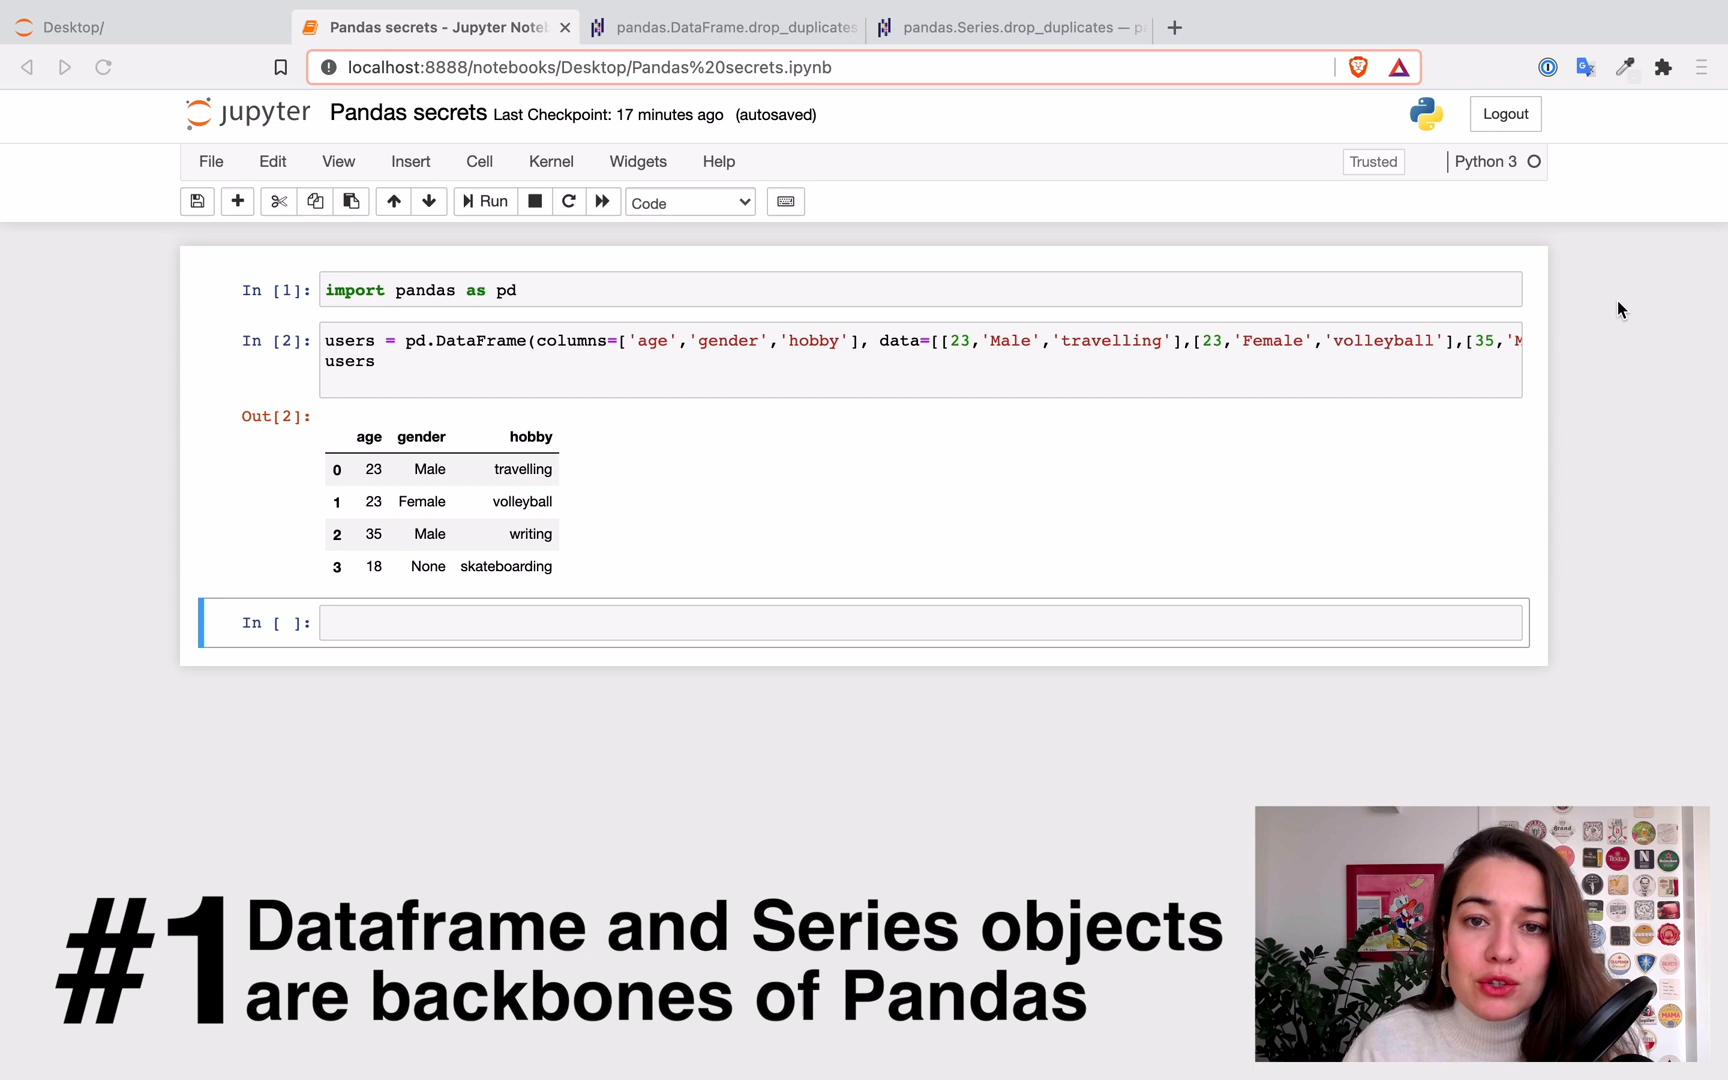 Desktop/
Pandas secrets - Jupyter Noteb
pandas.DataFrame.drop_duplicates
pandas.Series.drop_duplicates — p
localhost:8888/notebooks/Desktop/Pandas%20secrets.ipynb
jupyter Pandas secrets Last Checkpoint: 17 minutes ago (autosaved)
Logout
File Edit View Insert Cell Kernel Widgets Help
Trusted
Python 3
Run
Code
In [1]: import pandas as pd
In [2]: users = pd.DataFrame(columns=['age','gender','hobby'], data=[[23,'Male','travelling'],[23,'Female','volleyball'],[35,'M
users
Out[2]:
age gender hobby
0 23 Male travelling
1 23 Female volleyball
2 35 Male writing
3 18 None skateboarding
In [ ]:
#1 Dataframe and Series objects
are backbones of Pandas